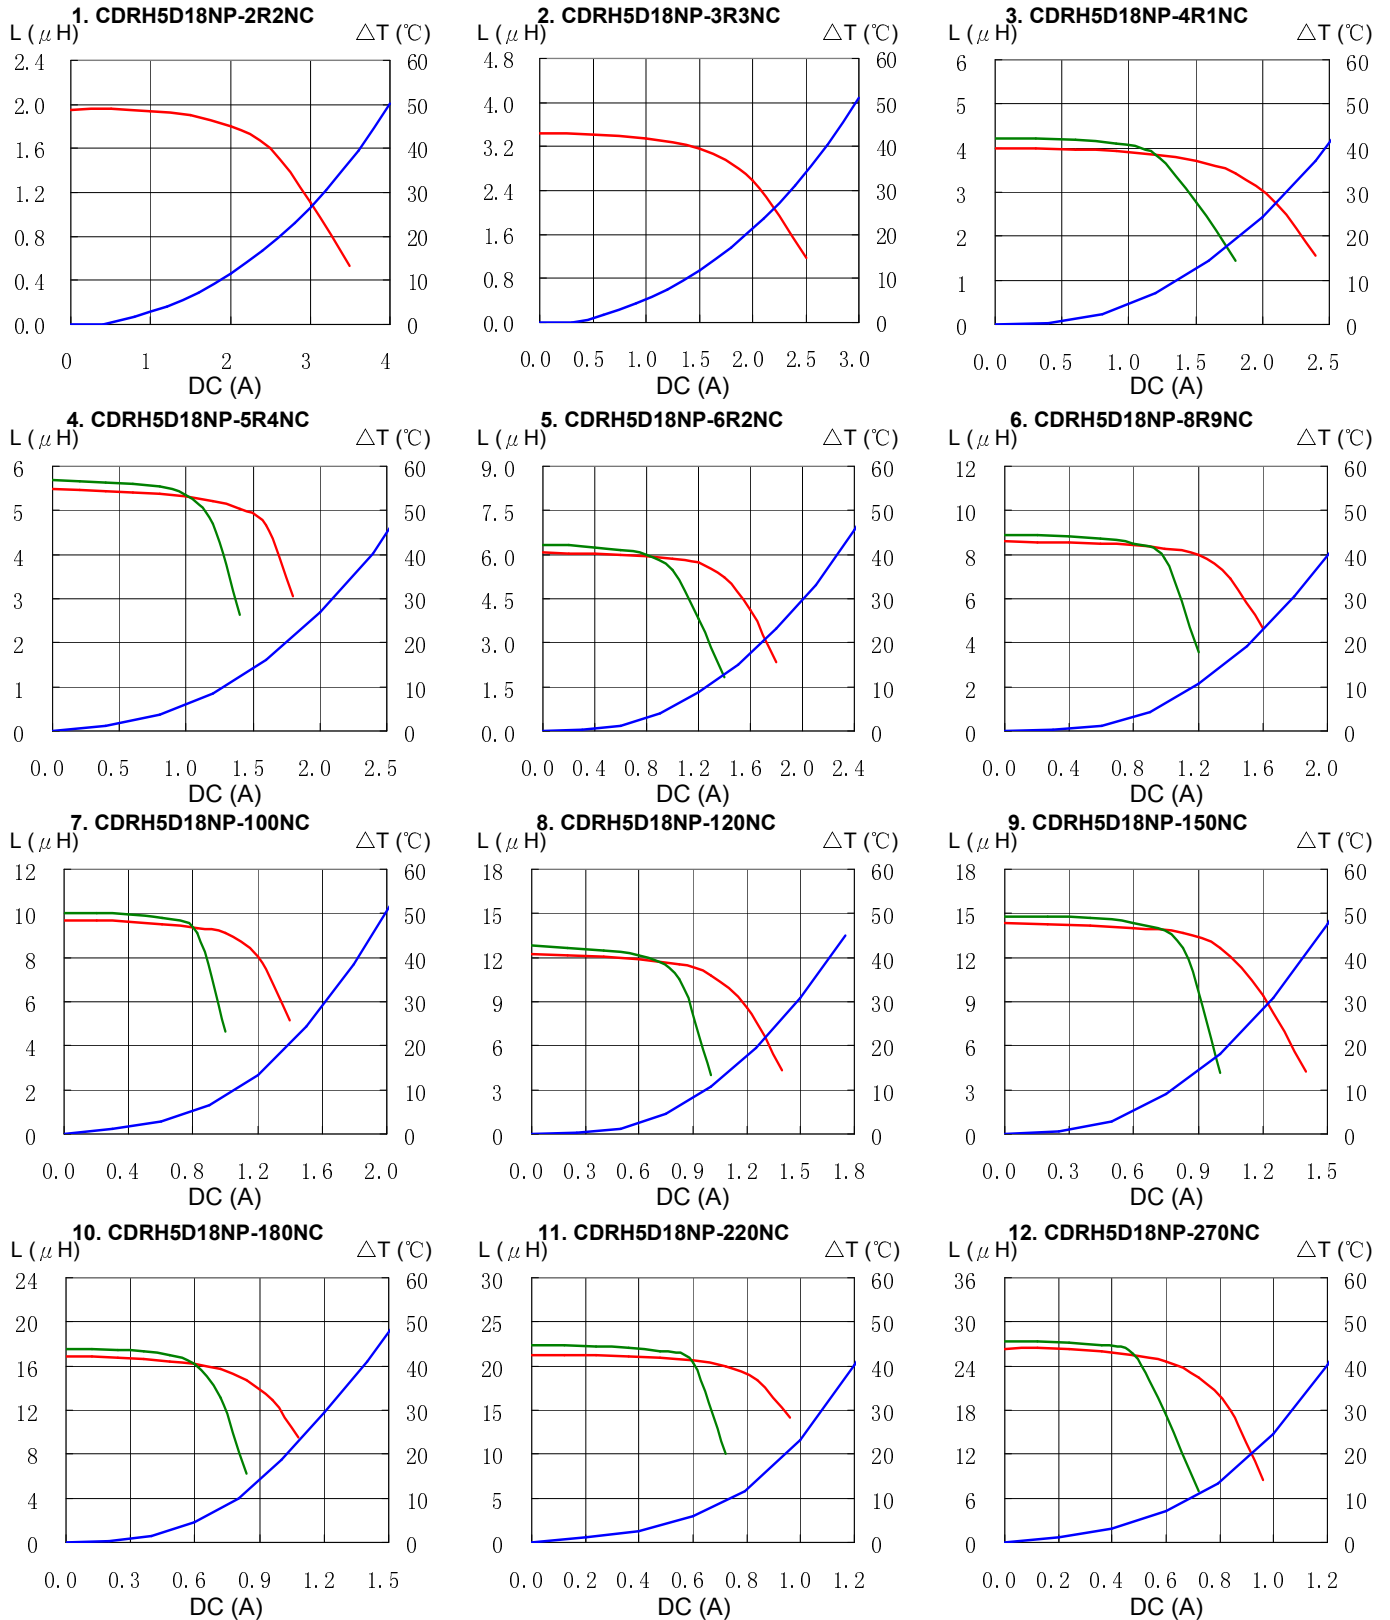 1. CDRH5D18NP-2R2NC
L (μH) △T (℃)
2.4 60
2.0 50
1.6 40
1.2 30
0.8 20
0.4 10
0.0 0
0 1 2 3 4
DC (A)
2. CDRH5D18NP-3R3NC
L (μH) △T (℃)
4.8 60
4.0 50
3.2 40
2.4 30
1.6 20
0.8 10
0.0 0
0.0 0.5 1.0 1.5 2.0 2.5 3.0
DC (A)
3. CDRH5D18NP-4R1NC
L (μH) △T (℃)
6 60
5 50
4 40
3 30
2 20
1 10
0 0
0.0 0.5 1.0 1.5 2.0 2.5
DC (A)
4. CDRH5D18NP-5R4NC
L (μH) △T (℃)
6 60
5 50
4 40
3 30
2 20
1 10
0 0
0.0 0.5 1.0 1.5 2.0 2.5
DC (A)
5. CDRH5D18NP-6R2NC
L (μH) △T (℃)
9.0 60
7.5 50
6.0 40
4.5 30
3.0 20
1.5 10
0.0 0
0.0 0.4 0.8 1.2 1.6 2.0 2.4
DC (A)
6. CDRH5D18NP-8R9NC
L (μH) △T (℃)
12 60
10 50
8 40
6 30
4 20
2 10
0 0
0.0 0.4 0.8 1.2 1.6 2.0
DC (A)
7. CDRH5D18NP-100NC
L (μH) △T (℃)
12 60
10 50
8 40
6 30
4 20
2 10
0 0
0.0 0.4 0.8 1.2 1.6 2.0
DC (A)
8. CDRH5D18NP-120NC
L (μH) △T (℃)
18 60
15 50
12 40
9 30
6 20
3 10
0 0
0.0 0.3 0.6 0.9 1.2 1.5 1.8
DC (A)
9. CDRH5D18NP-150NC
L (μH) △T (℃)
18 60
15 50
12 40
9 30
6 20
3 10
0 0
0.0 0.3 0.6 0.9 1.2 1.5
DC (A)
10. CDRH5D18NP-180NC
L (μH) △T (℃)
24 60
20 50
16 40
12 30
8 20
4 10
0 0
0.0 0.3 0.6 0.9 1.2 1.5
DC (A)
11. CDRH5D18NP-220NC
L (μH) △T (℃)
30 60
25 50
20 40
15 30
10 20
5 10
0 0
0.0 0.2 0.4 0.6 0.8 1.0 1.2
DC (A)
12. CDRH5D18NP-270NC
L (μH) △T (℃)
36 60
30 50
24 40
18 30
12 20
6 10
0 0
0.0 0.2 0.4 0.6 0.8 1.0 1.2
DC (A)